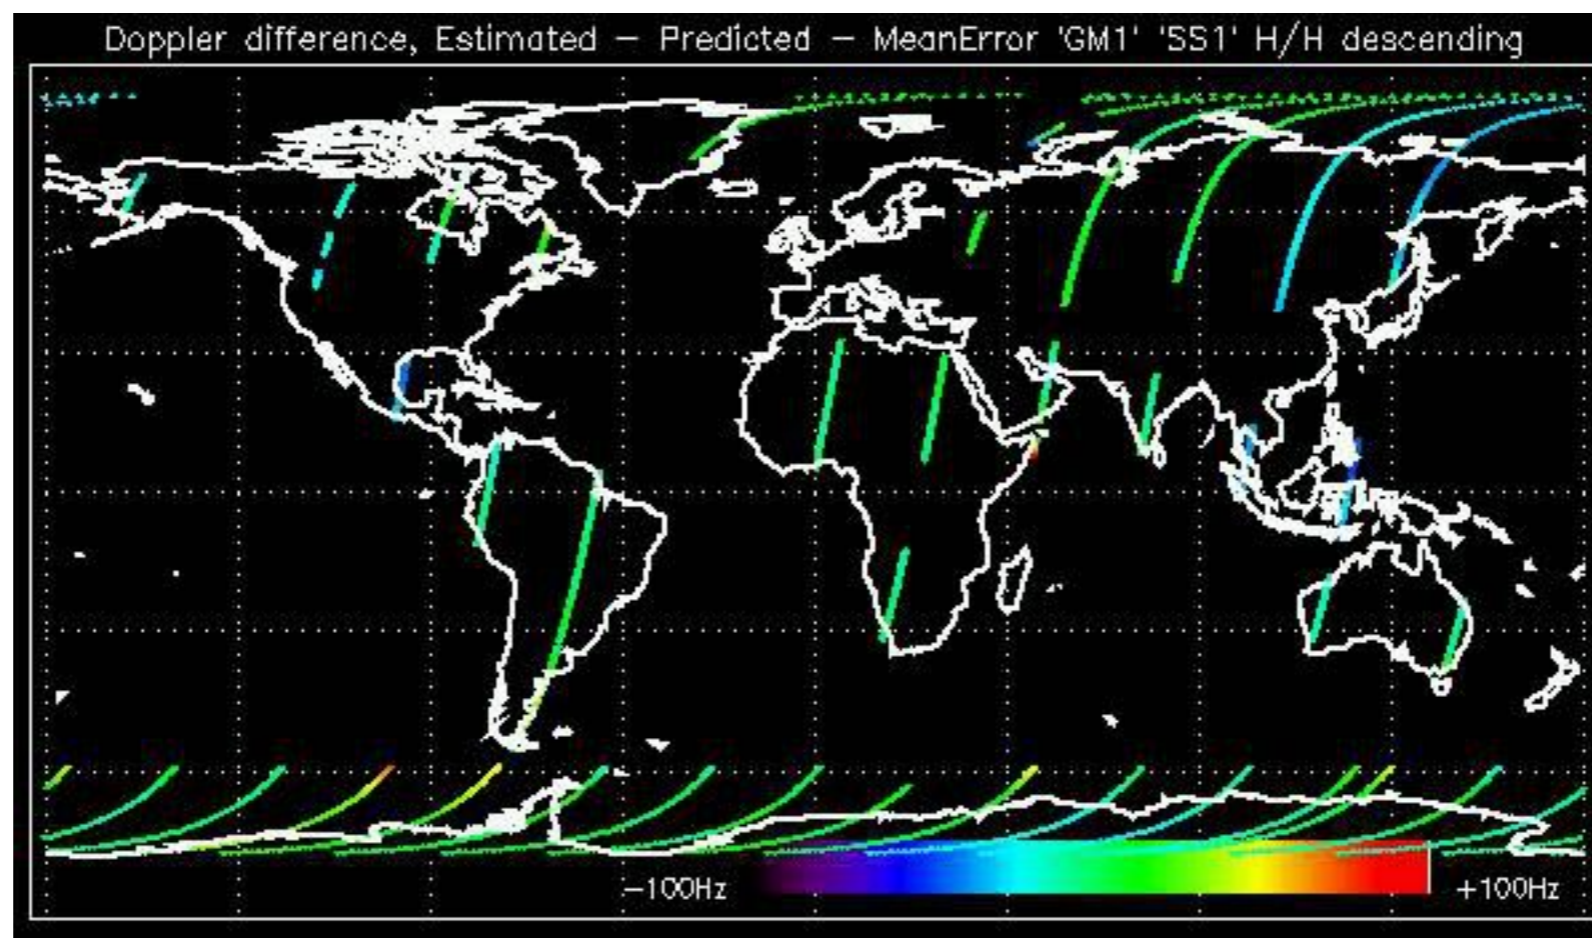 Doppler difference, Estimated − Predicted − MeanError 'GM1' 'SS1' H/H descending
−100Hz +100Hz